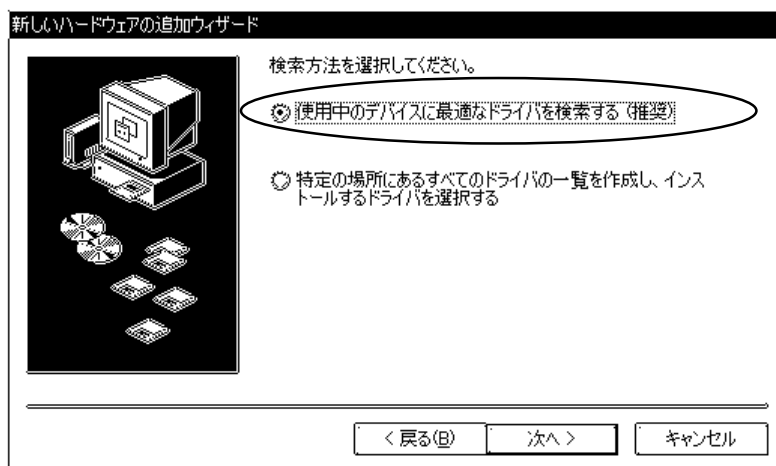 新しいハードウェアの追加ウィザード
検索方法を選択してください。
使用中のデバイスに最適なドライバを検索する (推奨)
特定の場所にあるすべてのドライバの一覧を作成し、インス
トールするドライバを選択する
< 戻る(B)
次へ >
キャンセル